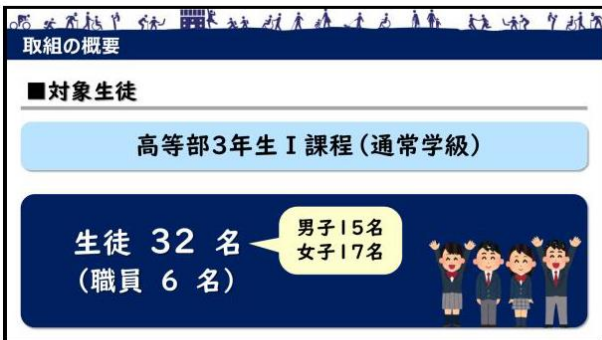 取組の概要
■対象生徒
高等部3年生Ⅰ課程(通常学級)
生徒 32 名
(職員 6 名)
男子15名
女子17名